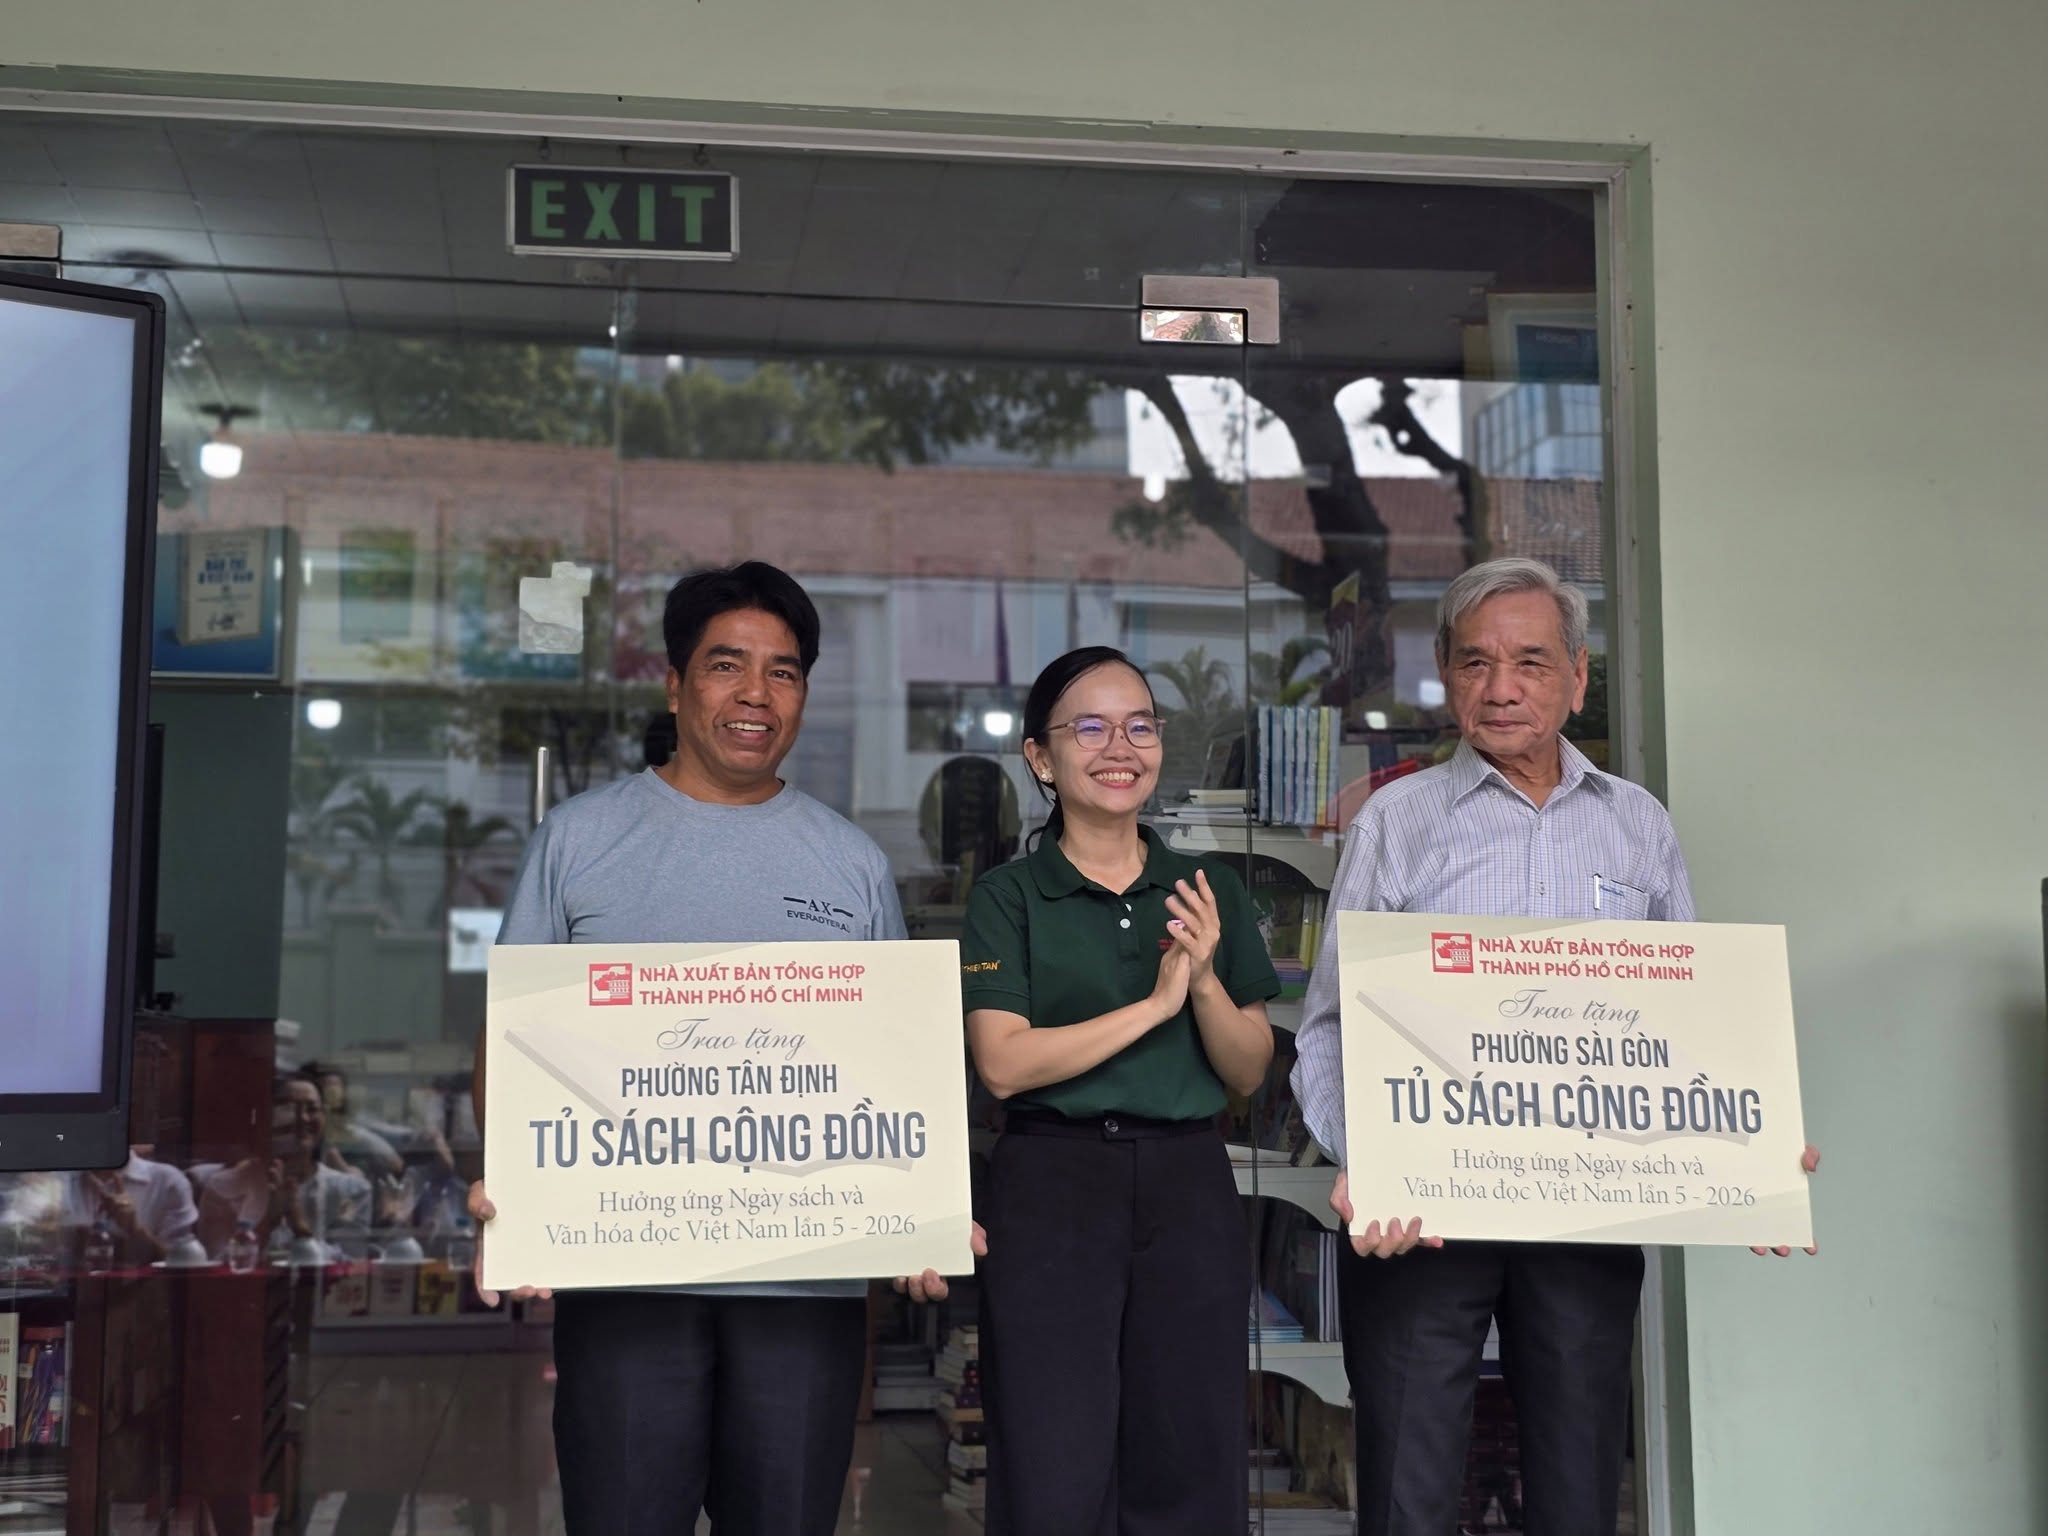 EXIT
AX
EVERADYERA
THIEN TAN
NHÀ XUẤT BẢN TỔNG HỢP
THÀNH PHỐ HỒ CHÍ MINH
Trao tặng
PHƯỜNG TÂN ĐỊNH
TỦ SÁCH CỘNG ĐỒNG
Hưởng ứng Ngày sách và
Văn hóa đọc Việt Nam lần 5 - 2026
NHÀ XUẤT BẢN TỔNG HỢP
THÀNH PHỐ HỒ CHÍ MINH
Trao tặng
PHƯỜNG SÀI GÒN
TỦ SÁCH CỘNG ĐỒNG
Hưởng ứng Ngày sách và
Văn hóa đọc Việt Nam lần 5 - 2026